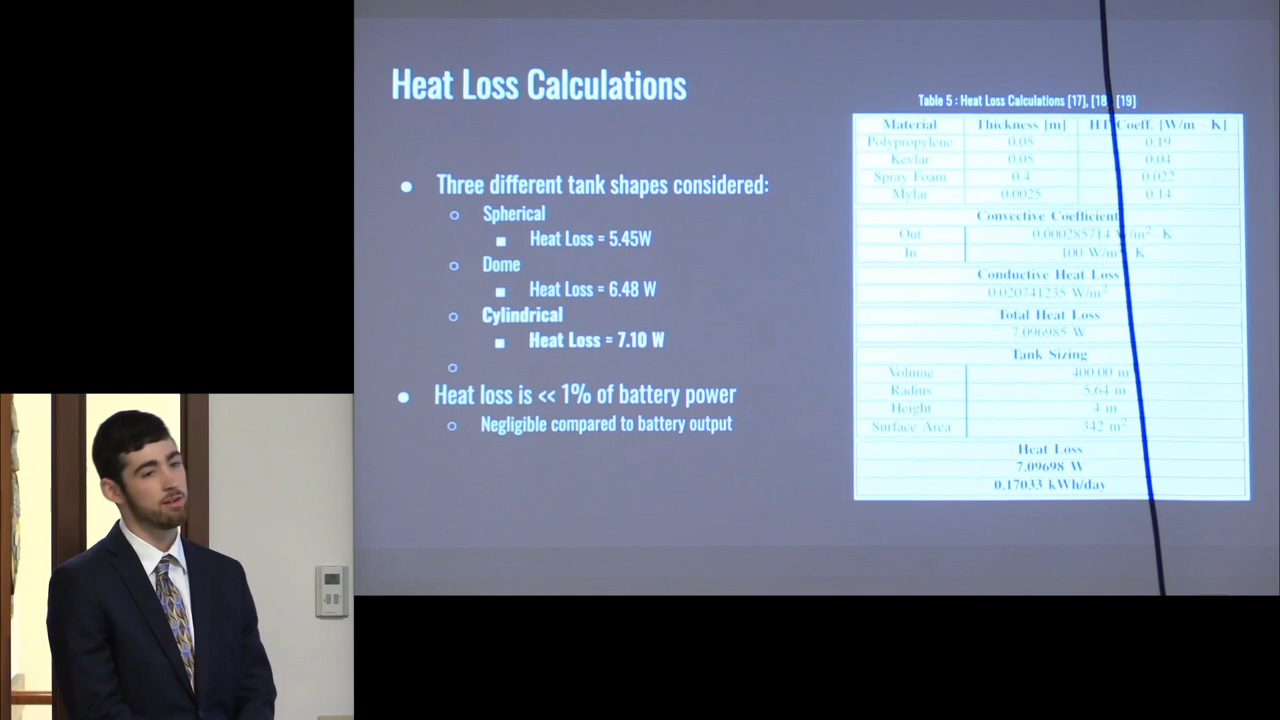 Heat Loss Calculations
Three different tank shapes considered:
Spherical
Heat Loss = 5.45W
Dome
Heat Loss = 6.48 W
Cylindrical
Heat Loss = 7.10 W
Heat loss is << 1% of battery power
Negligible compared to battery output
Table 5 : Heat Loss Calculations [17], [18], [19]
Material Thickness [m] HT Coeff. [W/m K]
Polypropylene 0.05 0.19
Kevlar 0.05 0.04
Spray Foam 0.4 0.022
Mylar 0.0025 0.14
Convective Coefficient
Out 0.000285714 W/m² K
In 100 W/m² K
Conductive Heat Loss
0.020741235 W/m²
Total Heat Loss
7.096985 W
Tank Sizing
Volume 400.00 m
Radius 5.64 m
Height 4 m
Surface Area 342 m²
Heat Loss
7.09698 W
0.17033 kWh/day